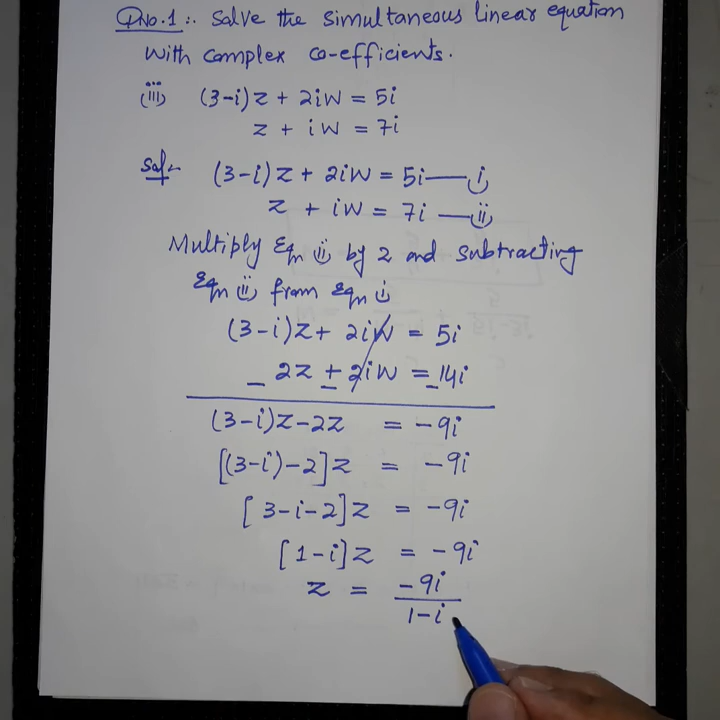 QNo.1:. Solve the simultaneous linear equation
with complex co-efficients.
(iii) (3-i)z + 2iw = 5i
z + iw = 7i
Sol:- (3-i)z + 2iw = 5i — i)
z + iw = 7i — ii)
Multiply Eqn ii) by 2 and subtracting
Eqn ii) from eqn i)
(3-i)z + 2iw = 5i
- 2z ± 2iw = -14i
(3-i)z-2z = -9i
[(3-i)-2]z = -9i
[3-i-2]z = -9i
[1-i]z = -9i
z = -9i
1-i